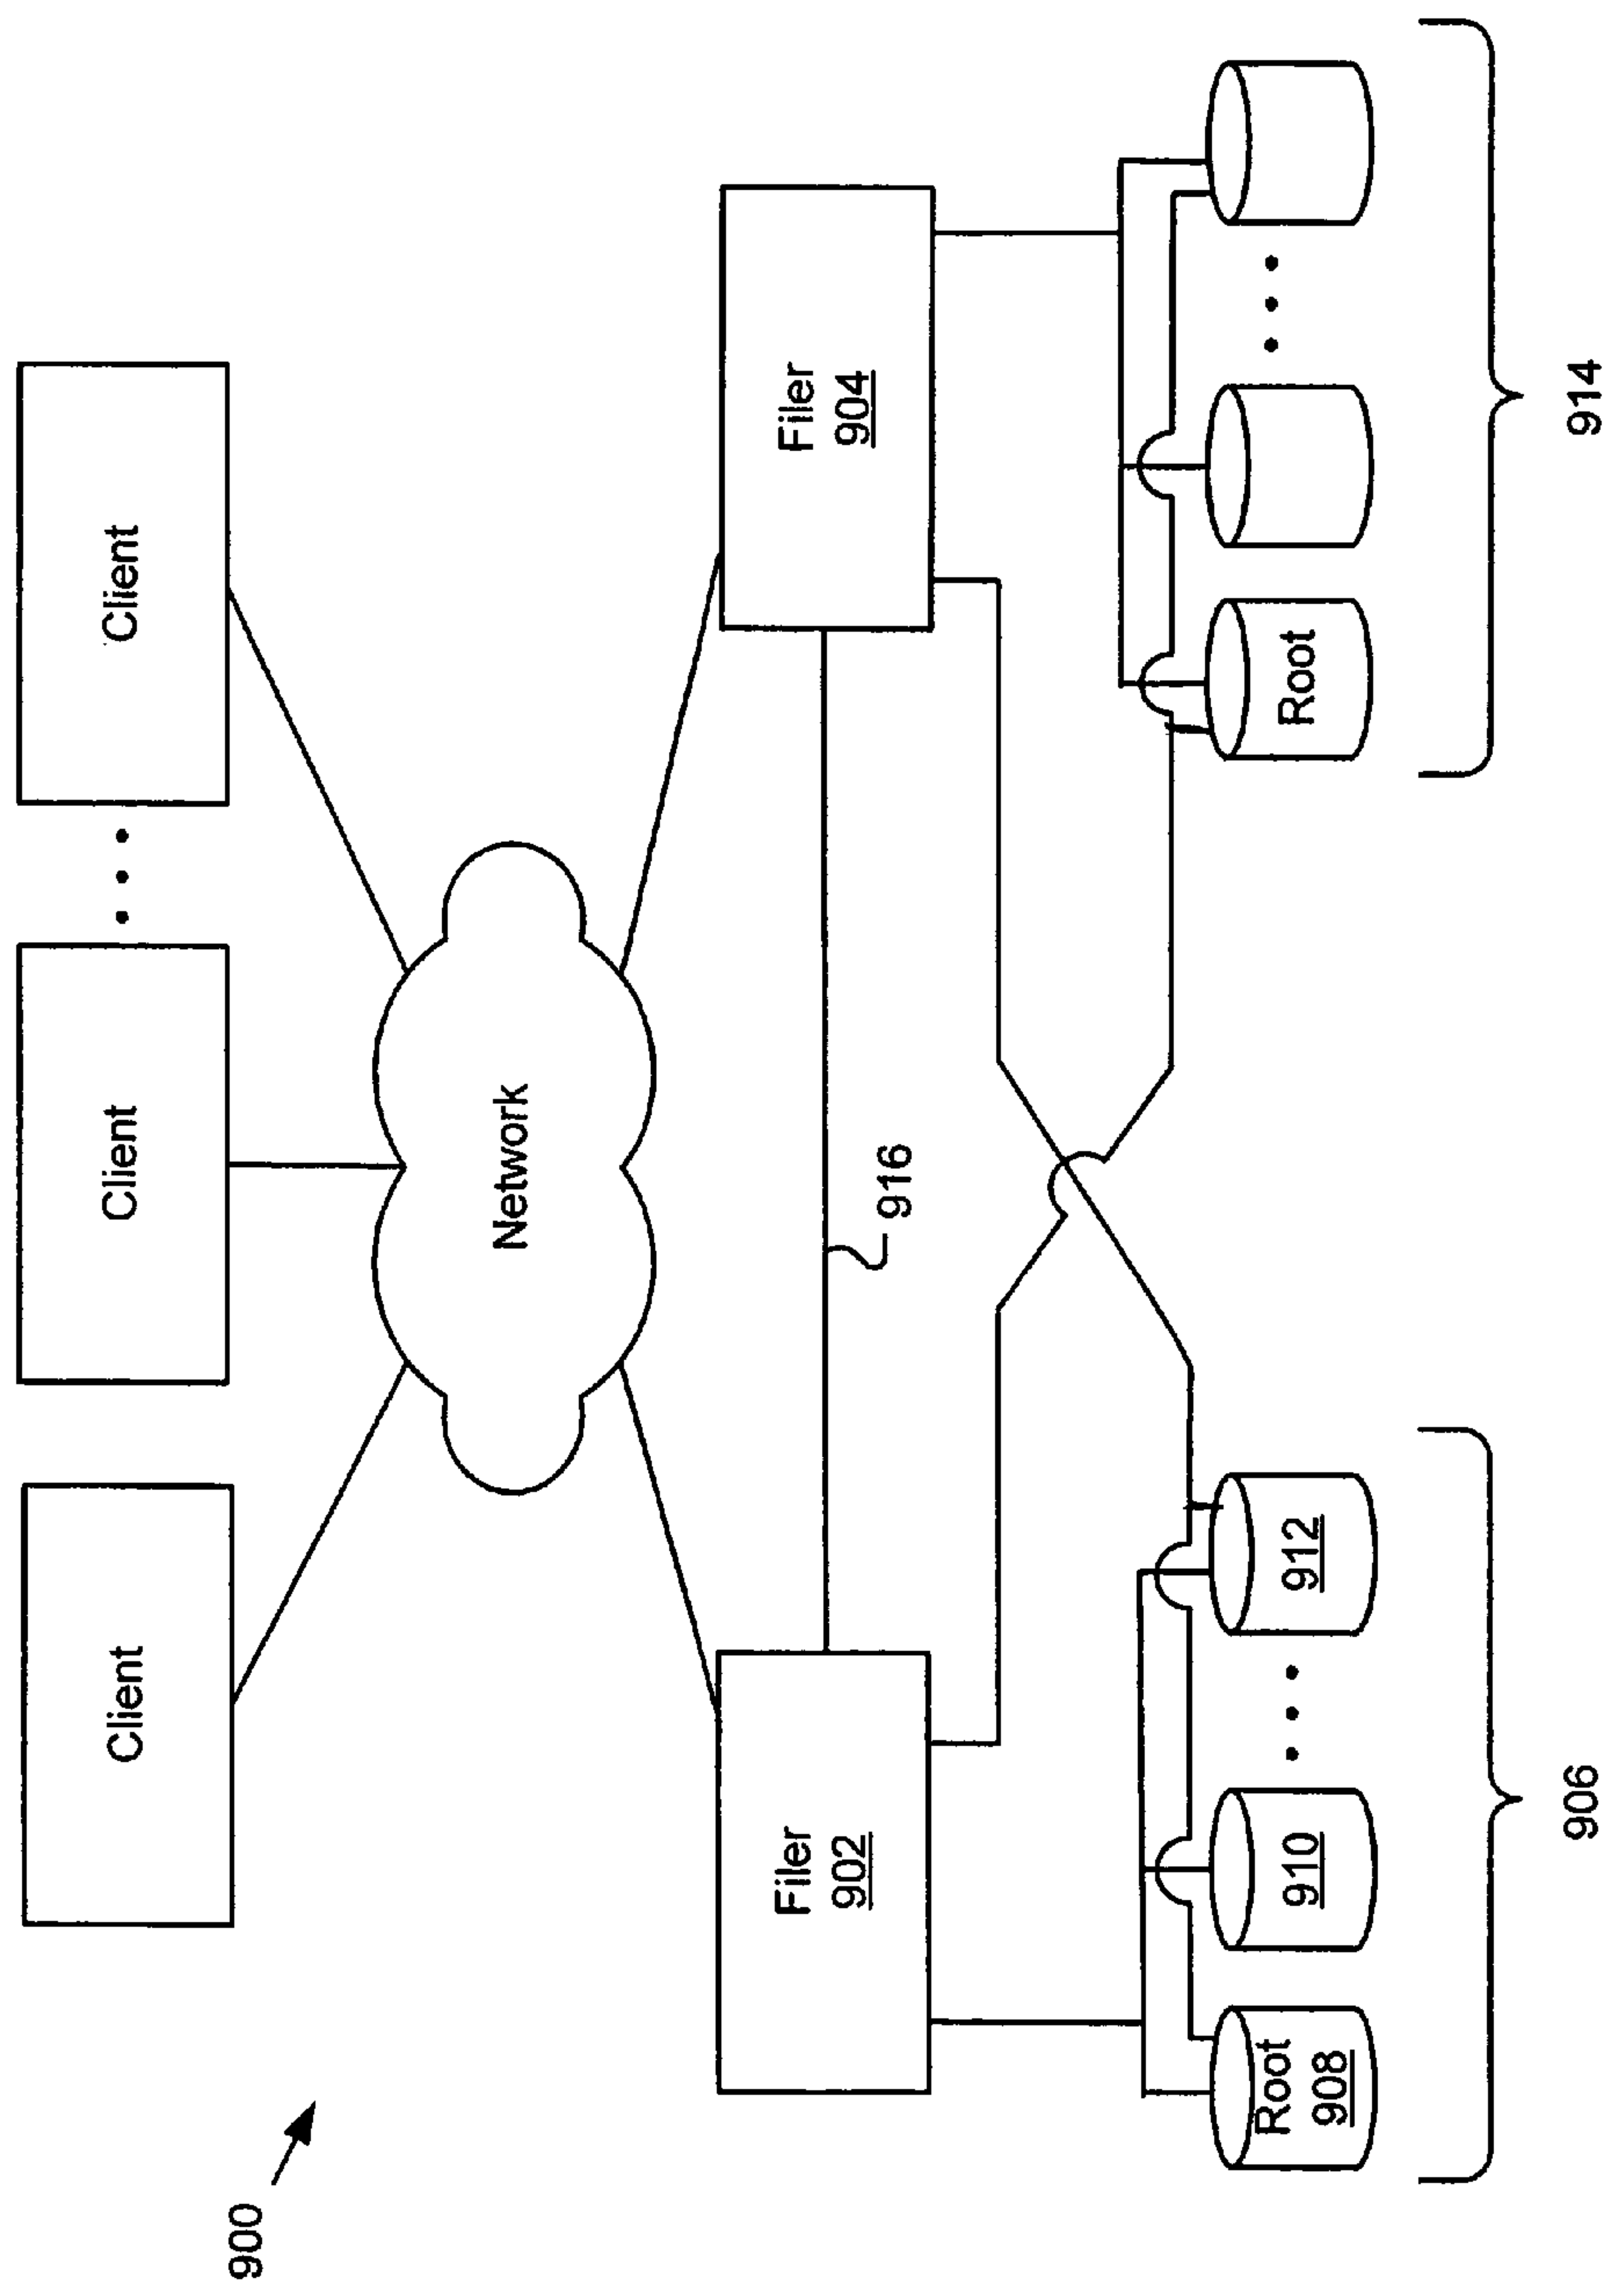 900
Client
Client
Client
Network
916
Filer
902
Filer
904
Root
908
910
912
Root
906
914